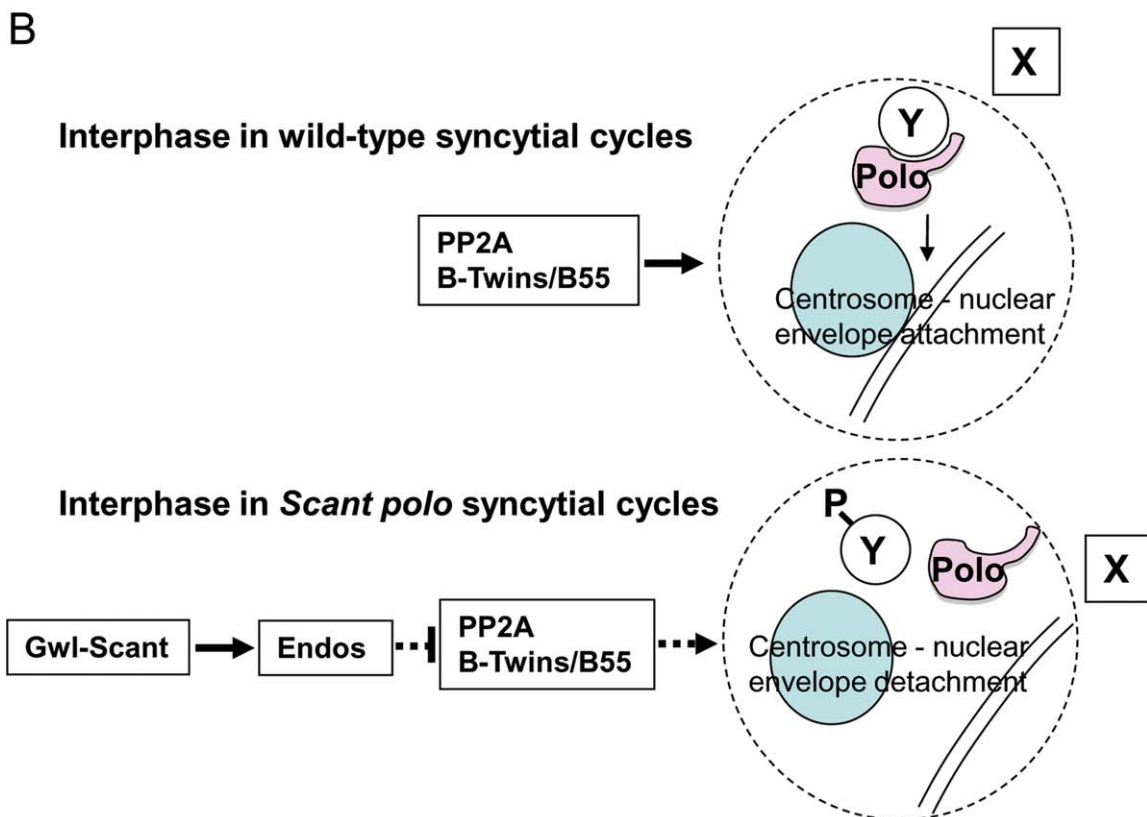 B
X
Interphase in wild-type syncytial cycles
Y
Polo
PP2A
B-Twins/B55
Centrosome - nuclear
envelope attachment
Interphase in Scant polo syncytial cycles
P
Y
Polo
X
Gwl-Scant
Endos
PP2A
B-Twins/B55
Centrosome - nuclear
envelope detachment